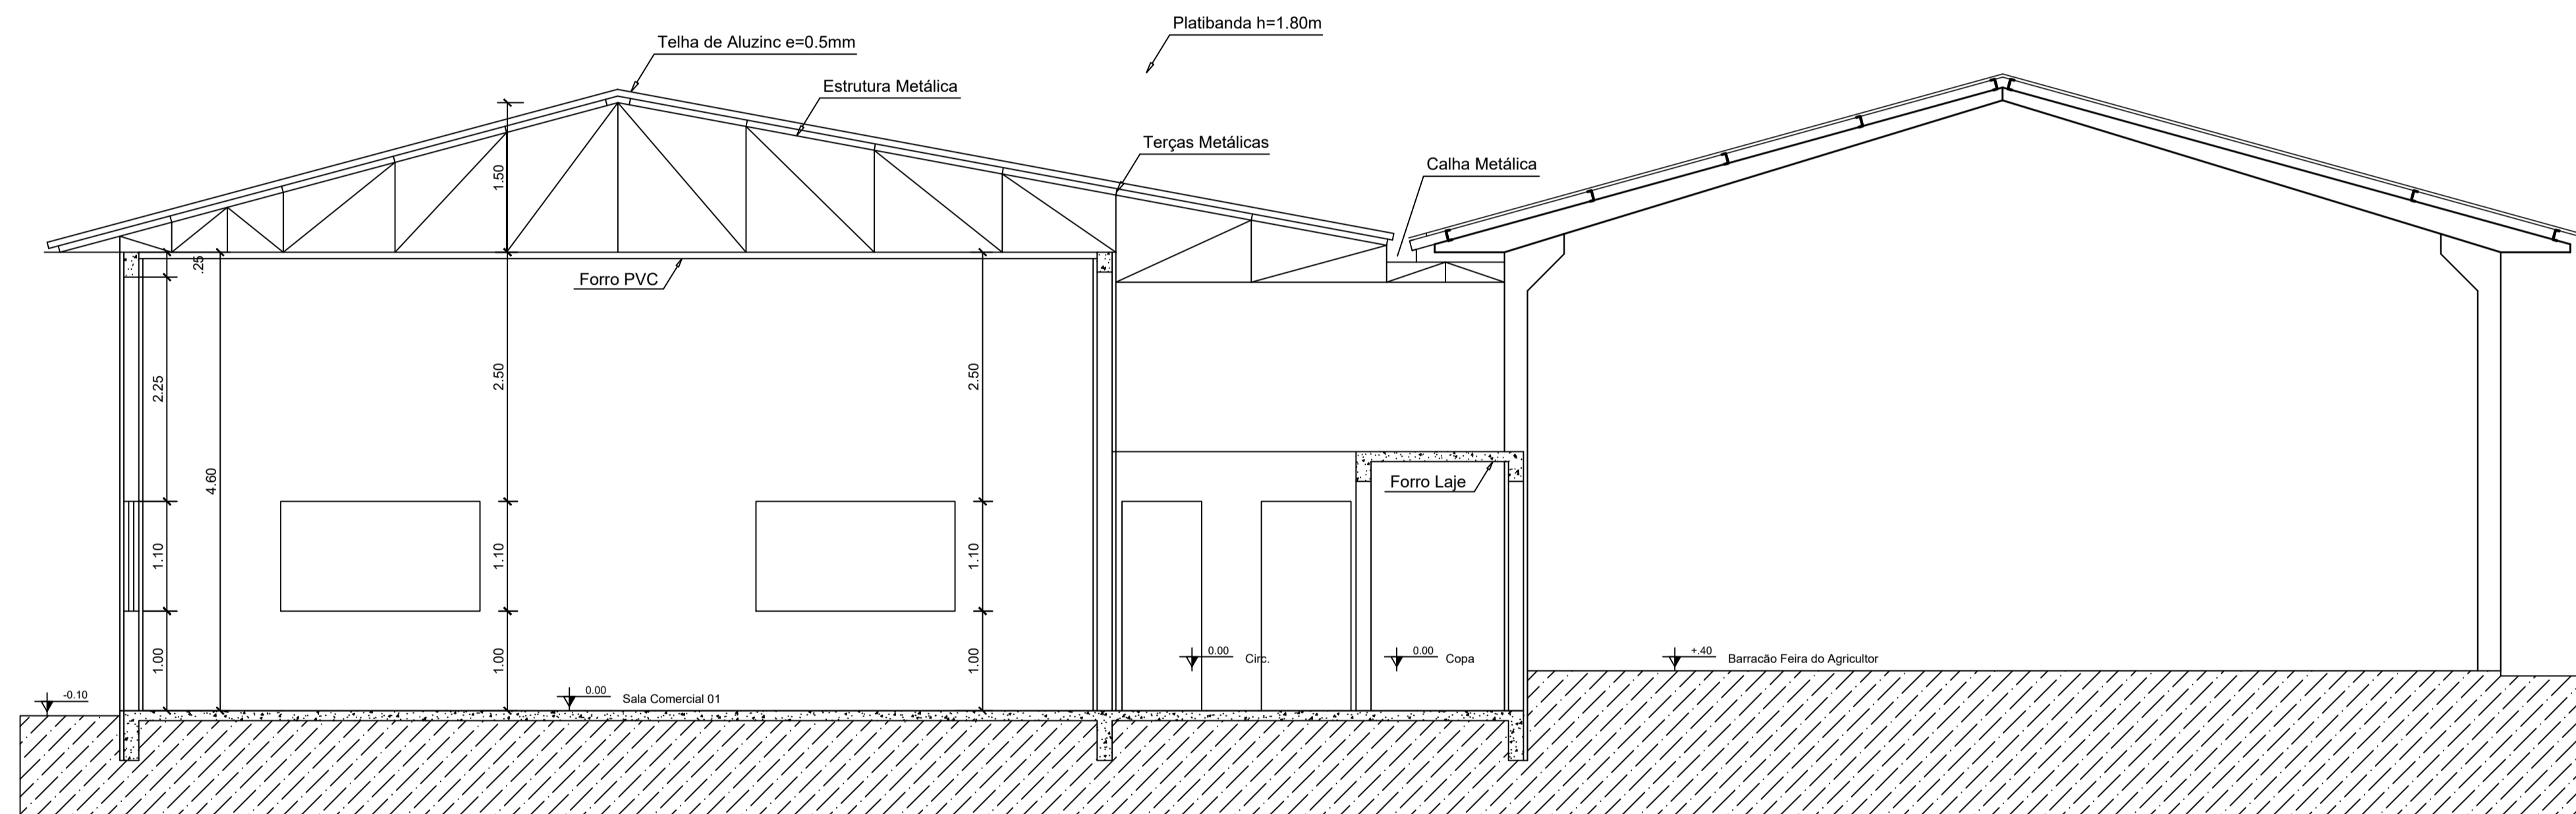 Platibanda h=1.80m
Telha de Aluzinc e=0.5mm
Estrutura Metálica
Terças Metálicas
Calha Metálica
1.50
.25
Forro PVC
2.25
2.50
2.50
4.60
Forro Laje
1.10
1.10
1.10
1.00
1.00
1.00
0.00
Circ.
0.00
Copa
+.40
Barracão Feira do Agricultor
-0.10
0.00
Sala Comercial 01